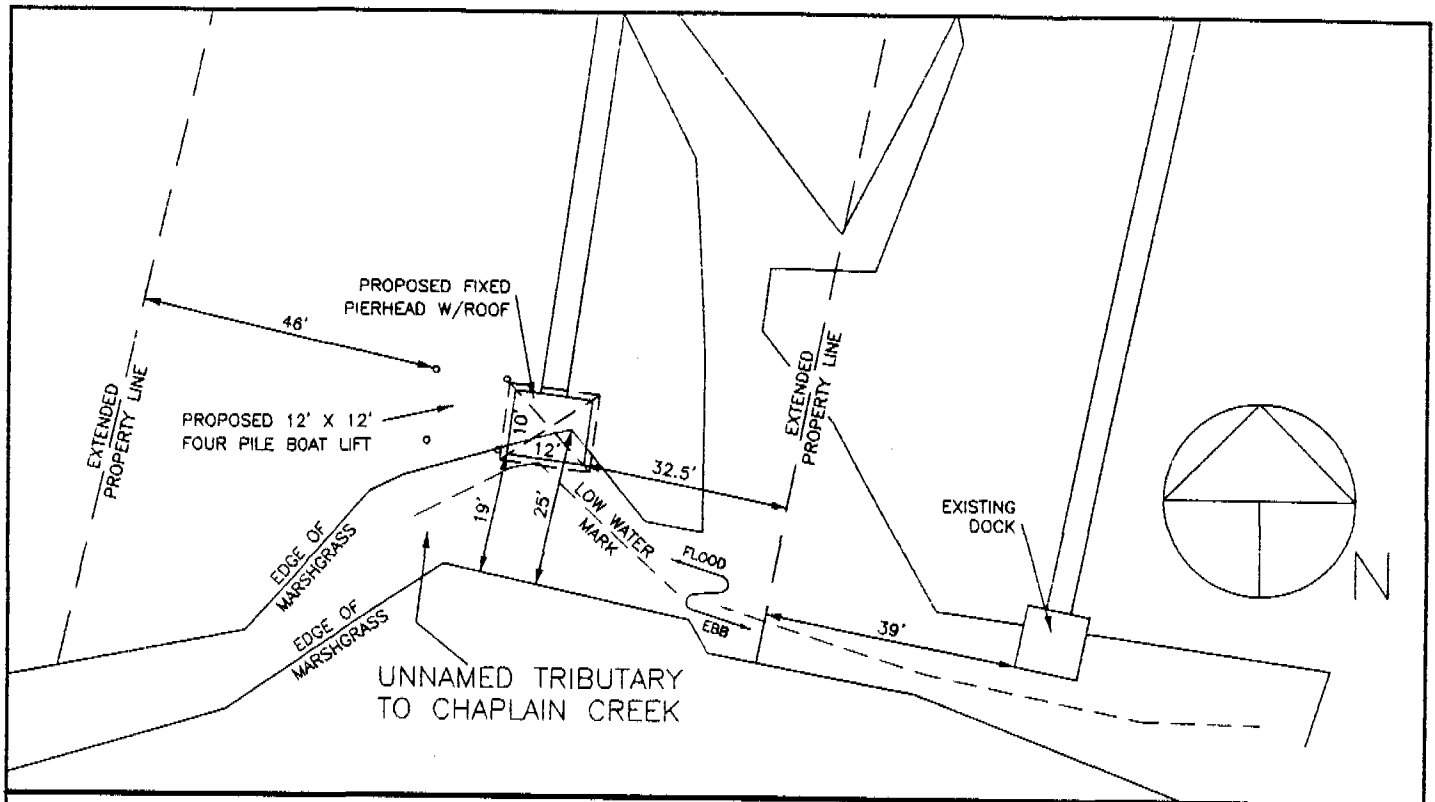 PROPOSED FIXED
PIERHEAD W/ROOF
46'
EXTENDED
PROPERTY LINE
PROPOSED 12' X 12'
FOUR PILE BOAT LIFT
10'
12'
32.5'
EXTENDED
PROPERTY LINE
19'
25'
LOW WATER
MARK
EXISTING
DOCK
FLOOD
EBB
N
EDGE OF
MARSHGRASS
EDGE OF
MARSHGRASS
39'
UNNAMED TRIBUTARY
TO CHAPLAIN CREEK